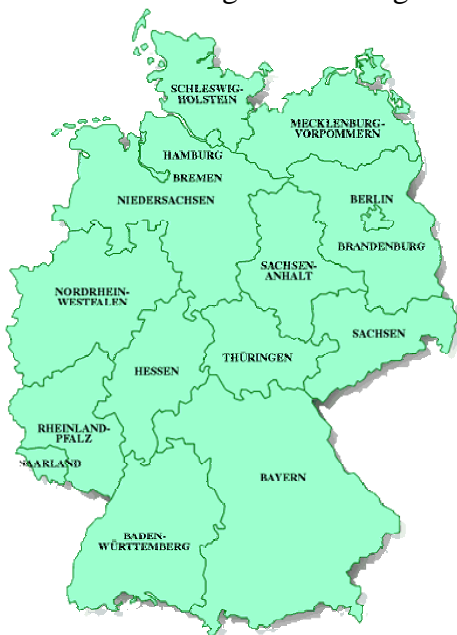 SCHLESWIG-
HOLSTEIN
MECKLENBURG-
VORPOMMERN
HAMBURG
BREMEN
NIEDERSACHSEN
BERLIN
BRANDENBURG
SACHSEN-
ANHALT
NORDRHEIN-
WESTFALEN
SACHSEN
THÜRINGEN
HESSEN
RHEINLAND-
PFALZ
SAARLAND
BAYERN
BADEN-
WÜRTTEMBERG